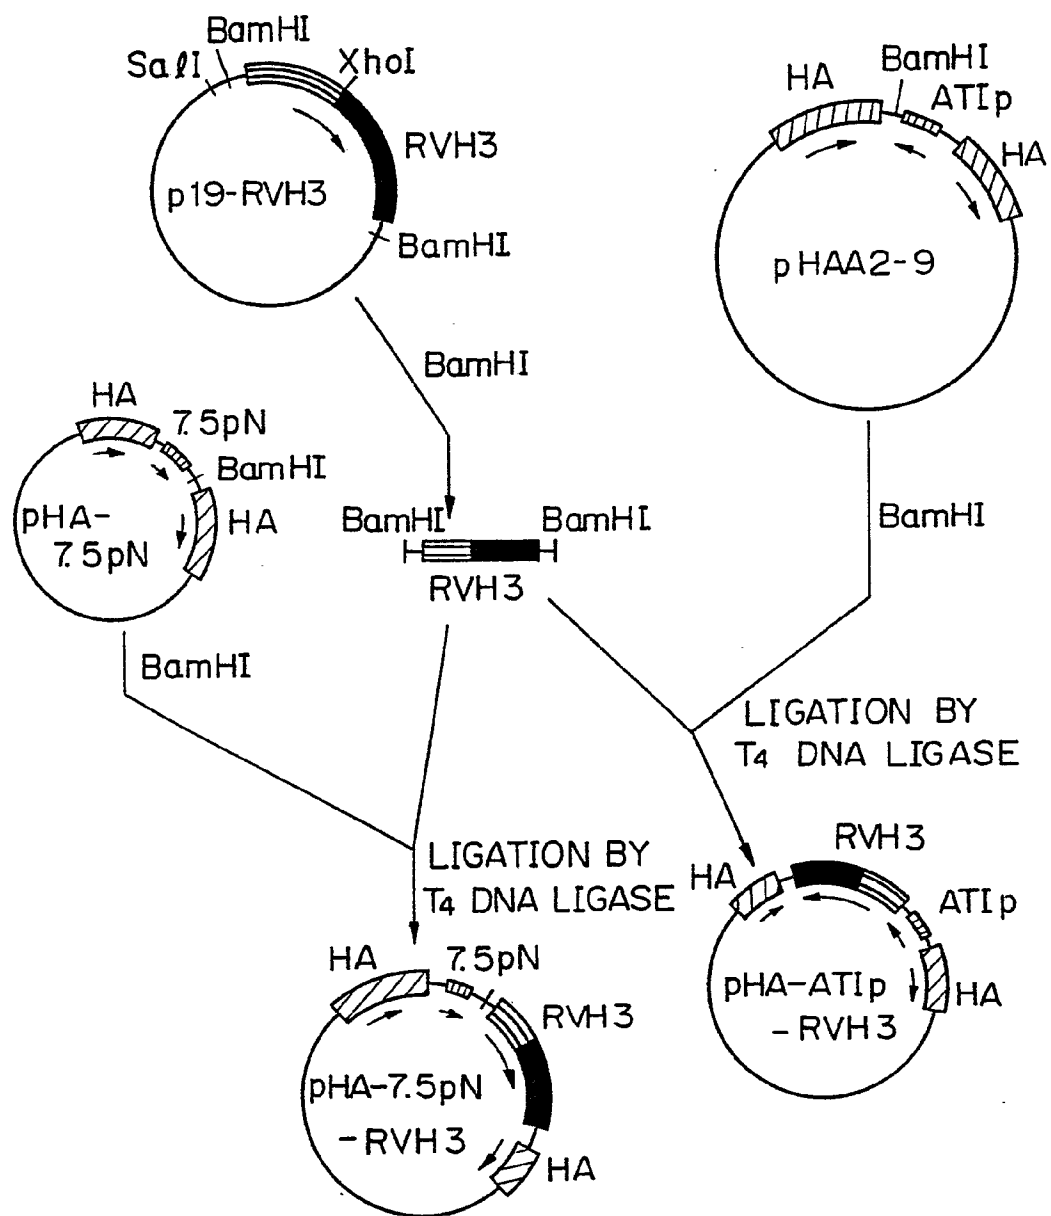 BamHI
SalI
XhoI
RVH3
p19-RVH3
BamHI
BamHI
HA
BamHI
ATIp
HA
pHAA2-9
BamHI
HA
7.5pN
BamHI
HA
pHA-
7.5pN
BamHI
BamHI
BamHI
RVH3
LIGATION BY
T4 DNA LIGASE
LIGATION BY
T4 DNA LIGASE
HA
7.5pN
RVH3
pHA-7.5pN
-RVH3
HA
RVH3
HA
ATIp
pHA-ATIp
-RVH3
HA